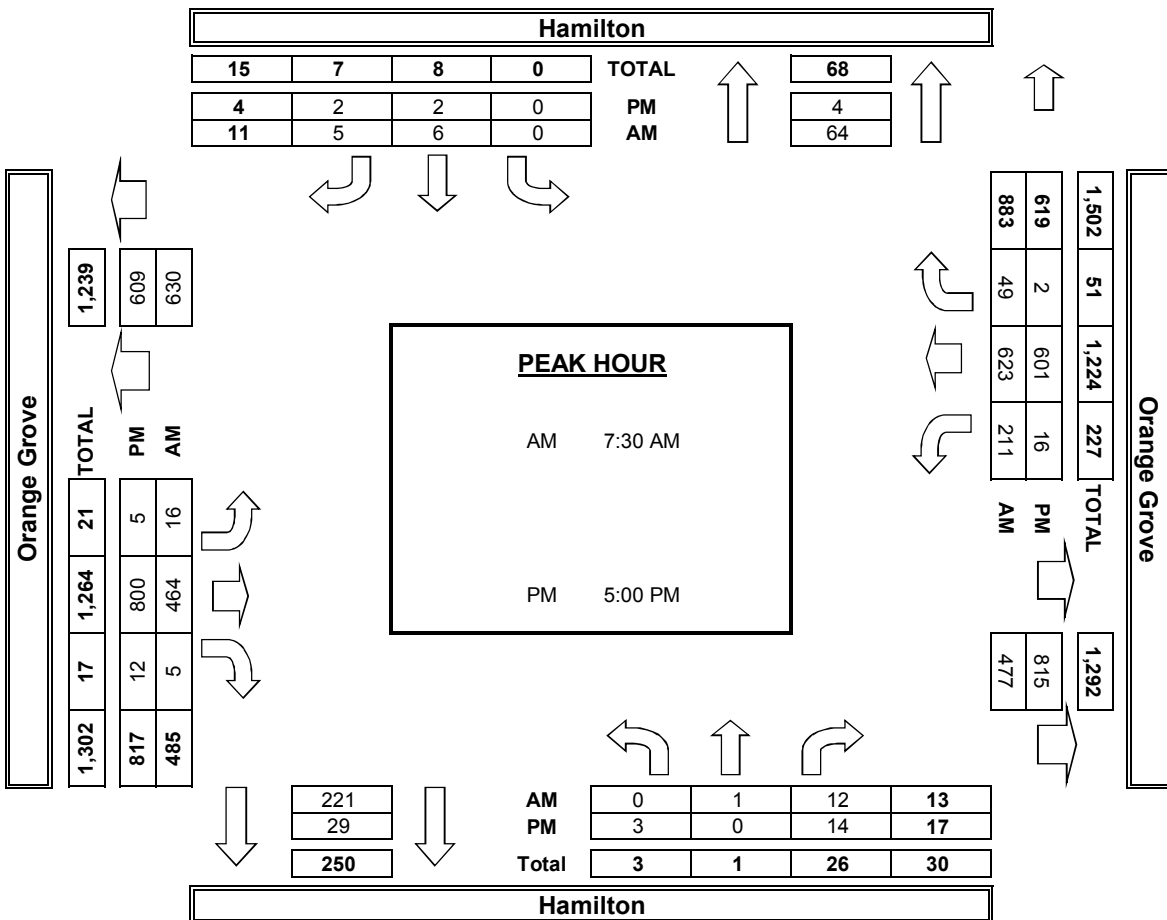 Hamilton
15 7 8 0 TOTAL 68
4 2 2 0 PM 4
11 5 6 0 AM 64
Orange Grove
1,239
609
630
TOTAL PM AM
21 5 16
1,264 800 464
17 12 5
1,302 817 485
PEAK HOUR
AM 7:30 AM
PM 5:00 PM
883 619 1,502
49 2 51
623 601 1,224
211 16 227
AM PM TOTAL
477 815 1,292
Orange Grove
221 AM 0 1 12 13
29 PM 3 0 14 17
250 Total 3 1 26 30
Hamilton